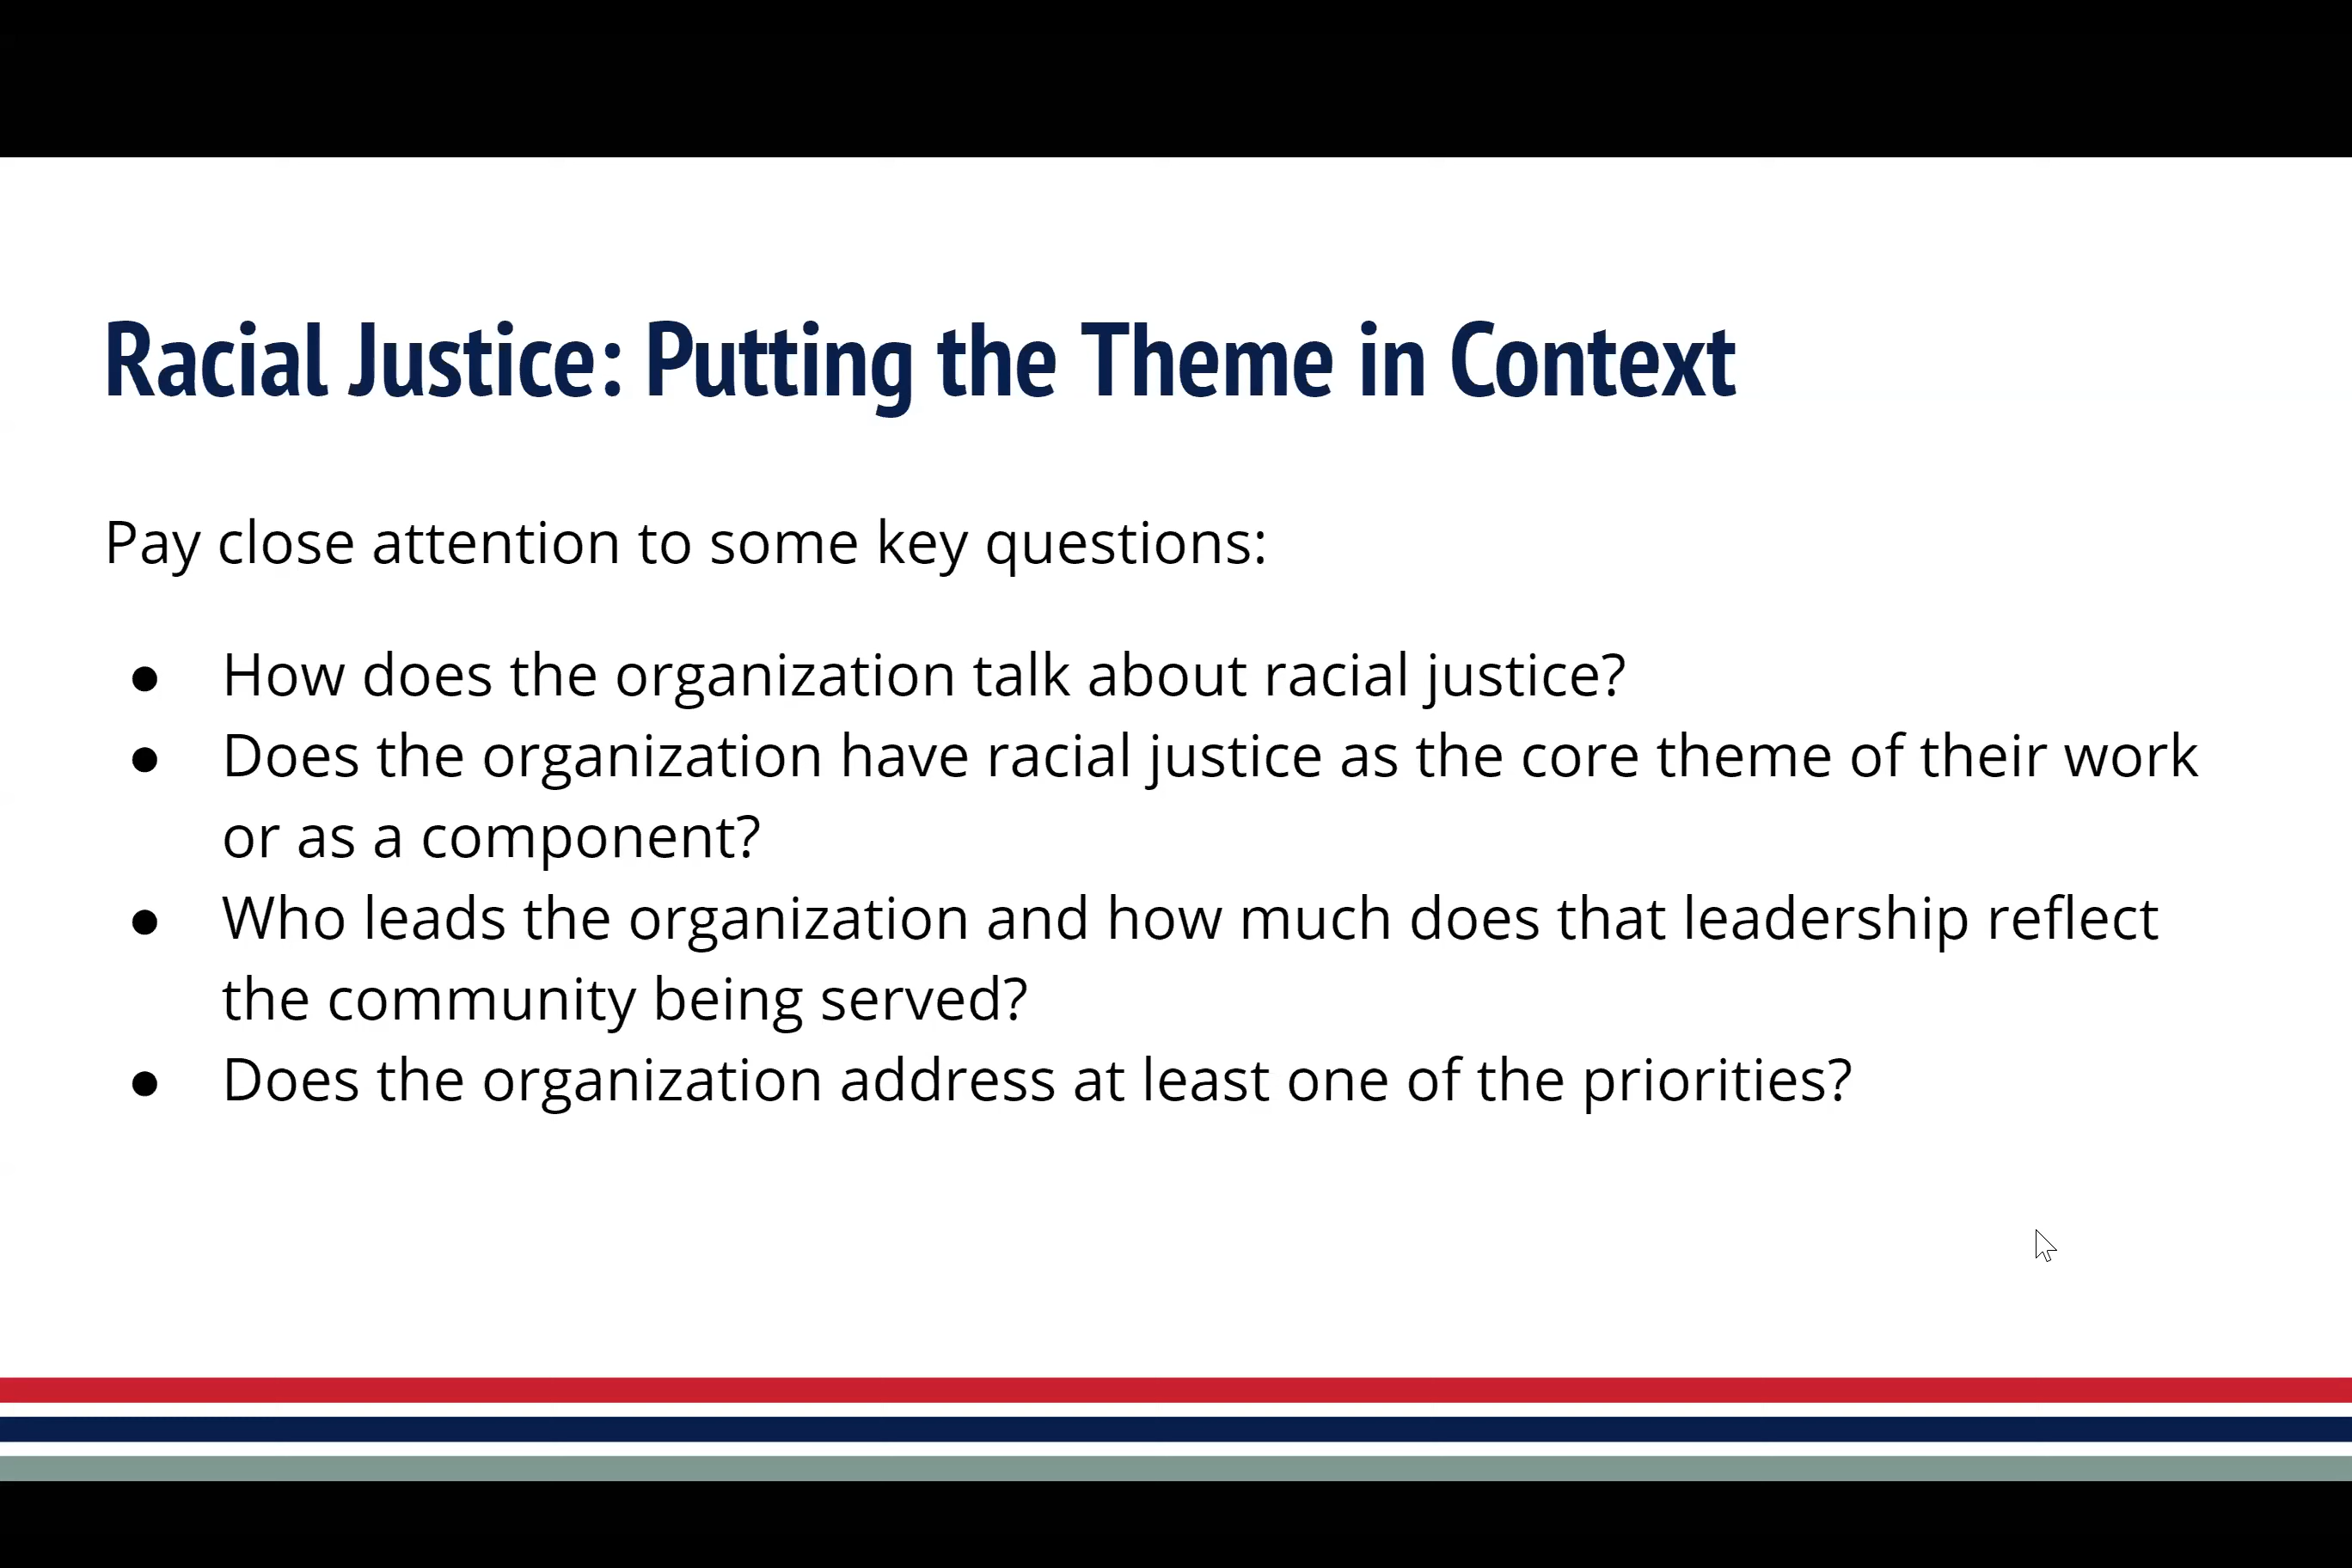 Racial Justice: Putting the Theme in Context
Pay close attention to some key questions:
● How does the organization talk about racial justice?
● Does the organization have racial justice as the core theme of their work
or as a component?
● Who leads the organization and how much does that leadership reflect
the community being served?
● Does the organization address at least one of the priorities?